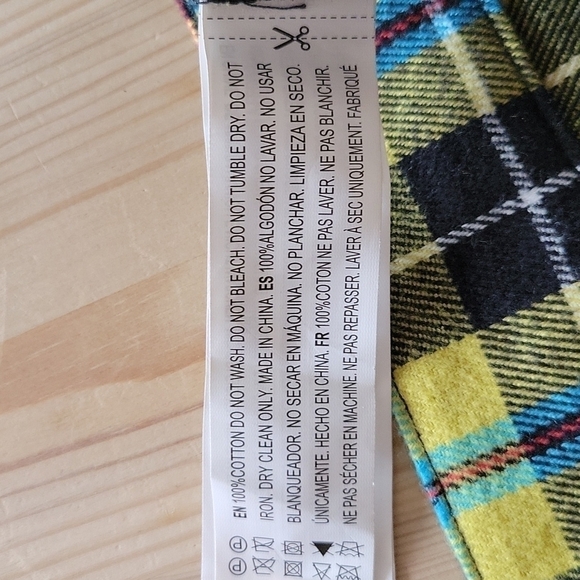 EN 100%COTTON DO NOT WASH. DO NOT BLEACH. DO NOT TUMBLE DRY. DO NOT
IRON. DRY CLEAN ONLY. MADE IN CHINA. ES 100%ALGODÓN NO LAVAR. NO USAR
BLANQUEADOR. NO SECAR EN MÁQUINA. NO PLANCHAR. LIMPIEZA EN SECO.
ÚNICAMENTE. HECHO EN CHINA. FR 100%COTON NE PAS LAVER. NE PAS BLANCHIR.
NE PAS SÉCHER EN MACHINE. NE PAS REPASSER. LAVER À SEC UNIQUEMENT. FABRIQUÉ